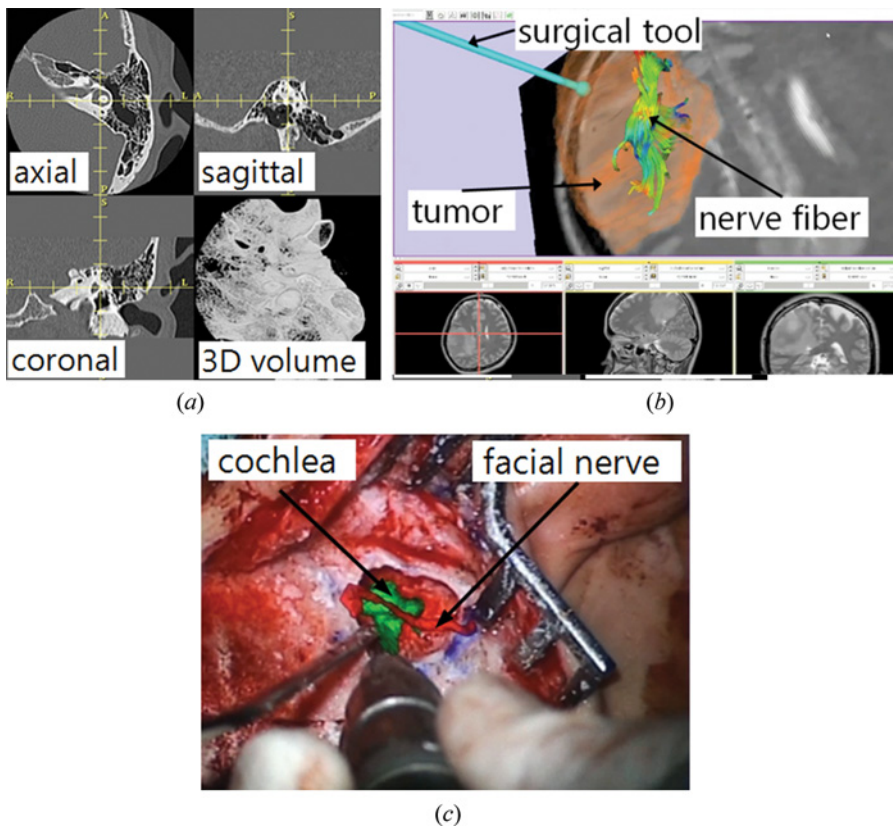 A
S
R
L
A
P
axial
sagittal
P
S
R
L
coronal
3D volume
surgical tool
tumor
nerve fiber
(a)
(b)
cochlea
facial nerve
(c)